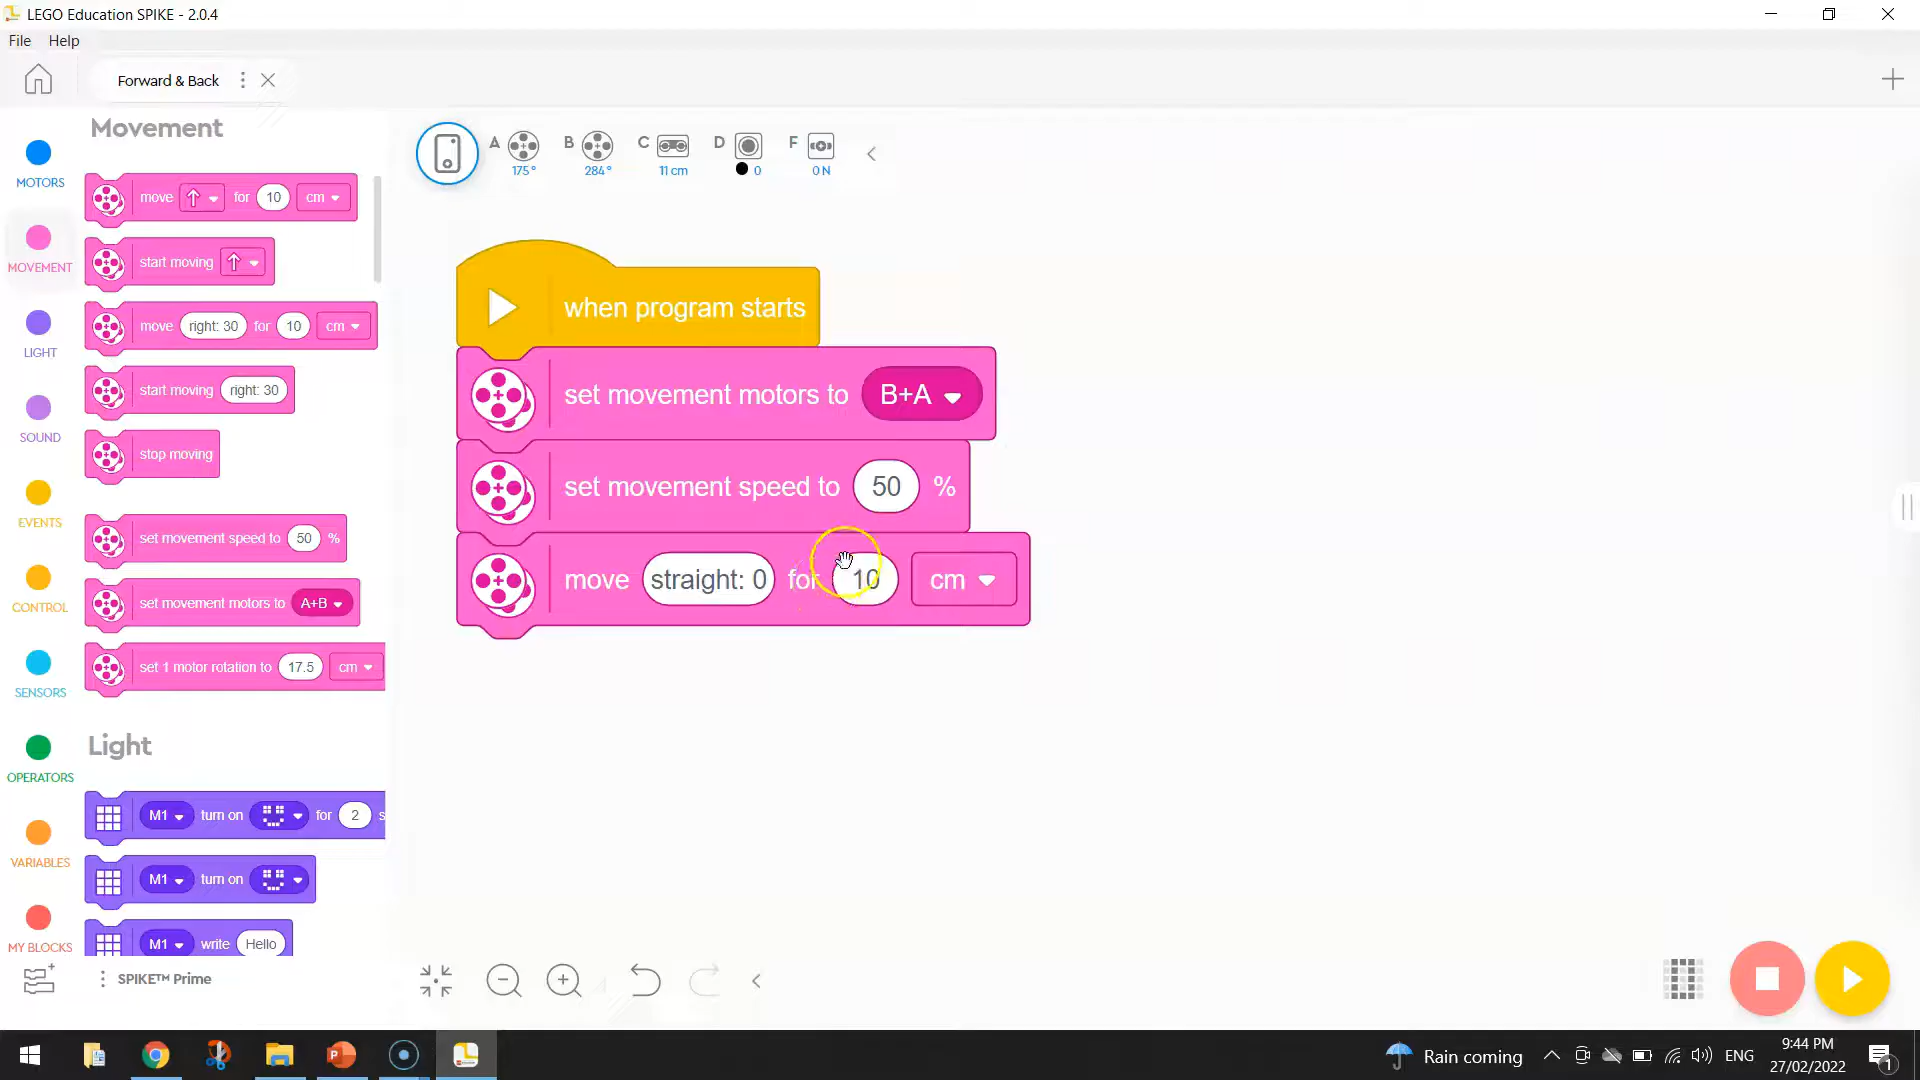 LEGO Education SPIKE - 2.0.4
File Help
Forward & Back
Movement
A B C D F
175° 284° 11 cm 0 0 N
MOTORS
move for 10 cm
MOVEMENT
start moving
move right: 30 for 10 cm
LIGHT
start moving right: 30
SOUND
stop moving
EVENTS
set movement speed to 50 %
CONTROL
set movement motors to A+B
SENSORS
set 1 motor rotation to 17.5 cm
Light
OPERATORS
M1 turn on for 2 s
VARIABLES
M1 turn on
MY BLOCKS
M1 write Hello
SPIKE™ Prime
when program starts
set movement motors to B+A
set movement speed to 50 %
move straight: 0 for 10 cm
Rain coming
ENG
9:44 PM
27/02/2022
1